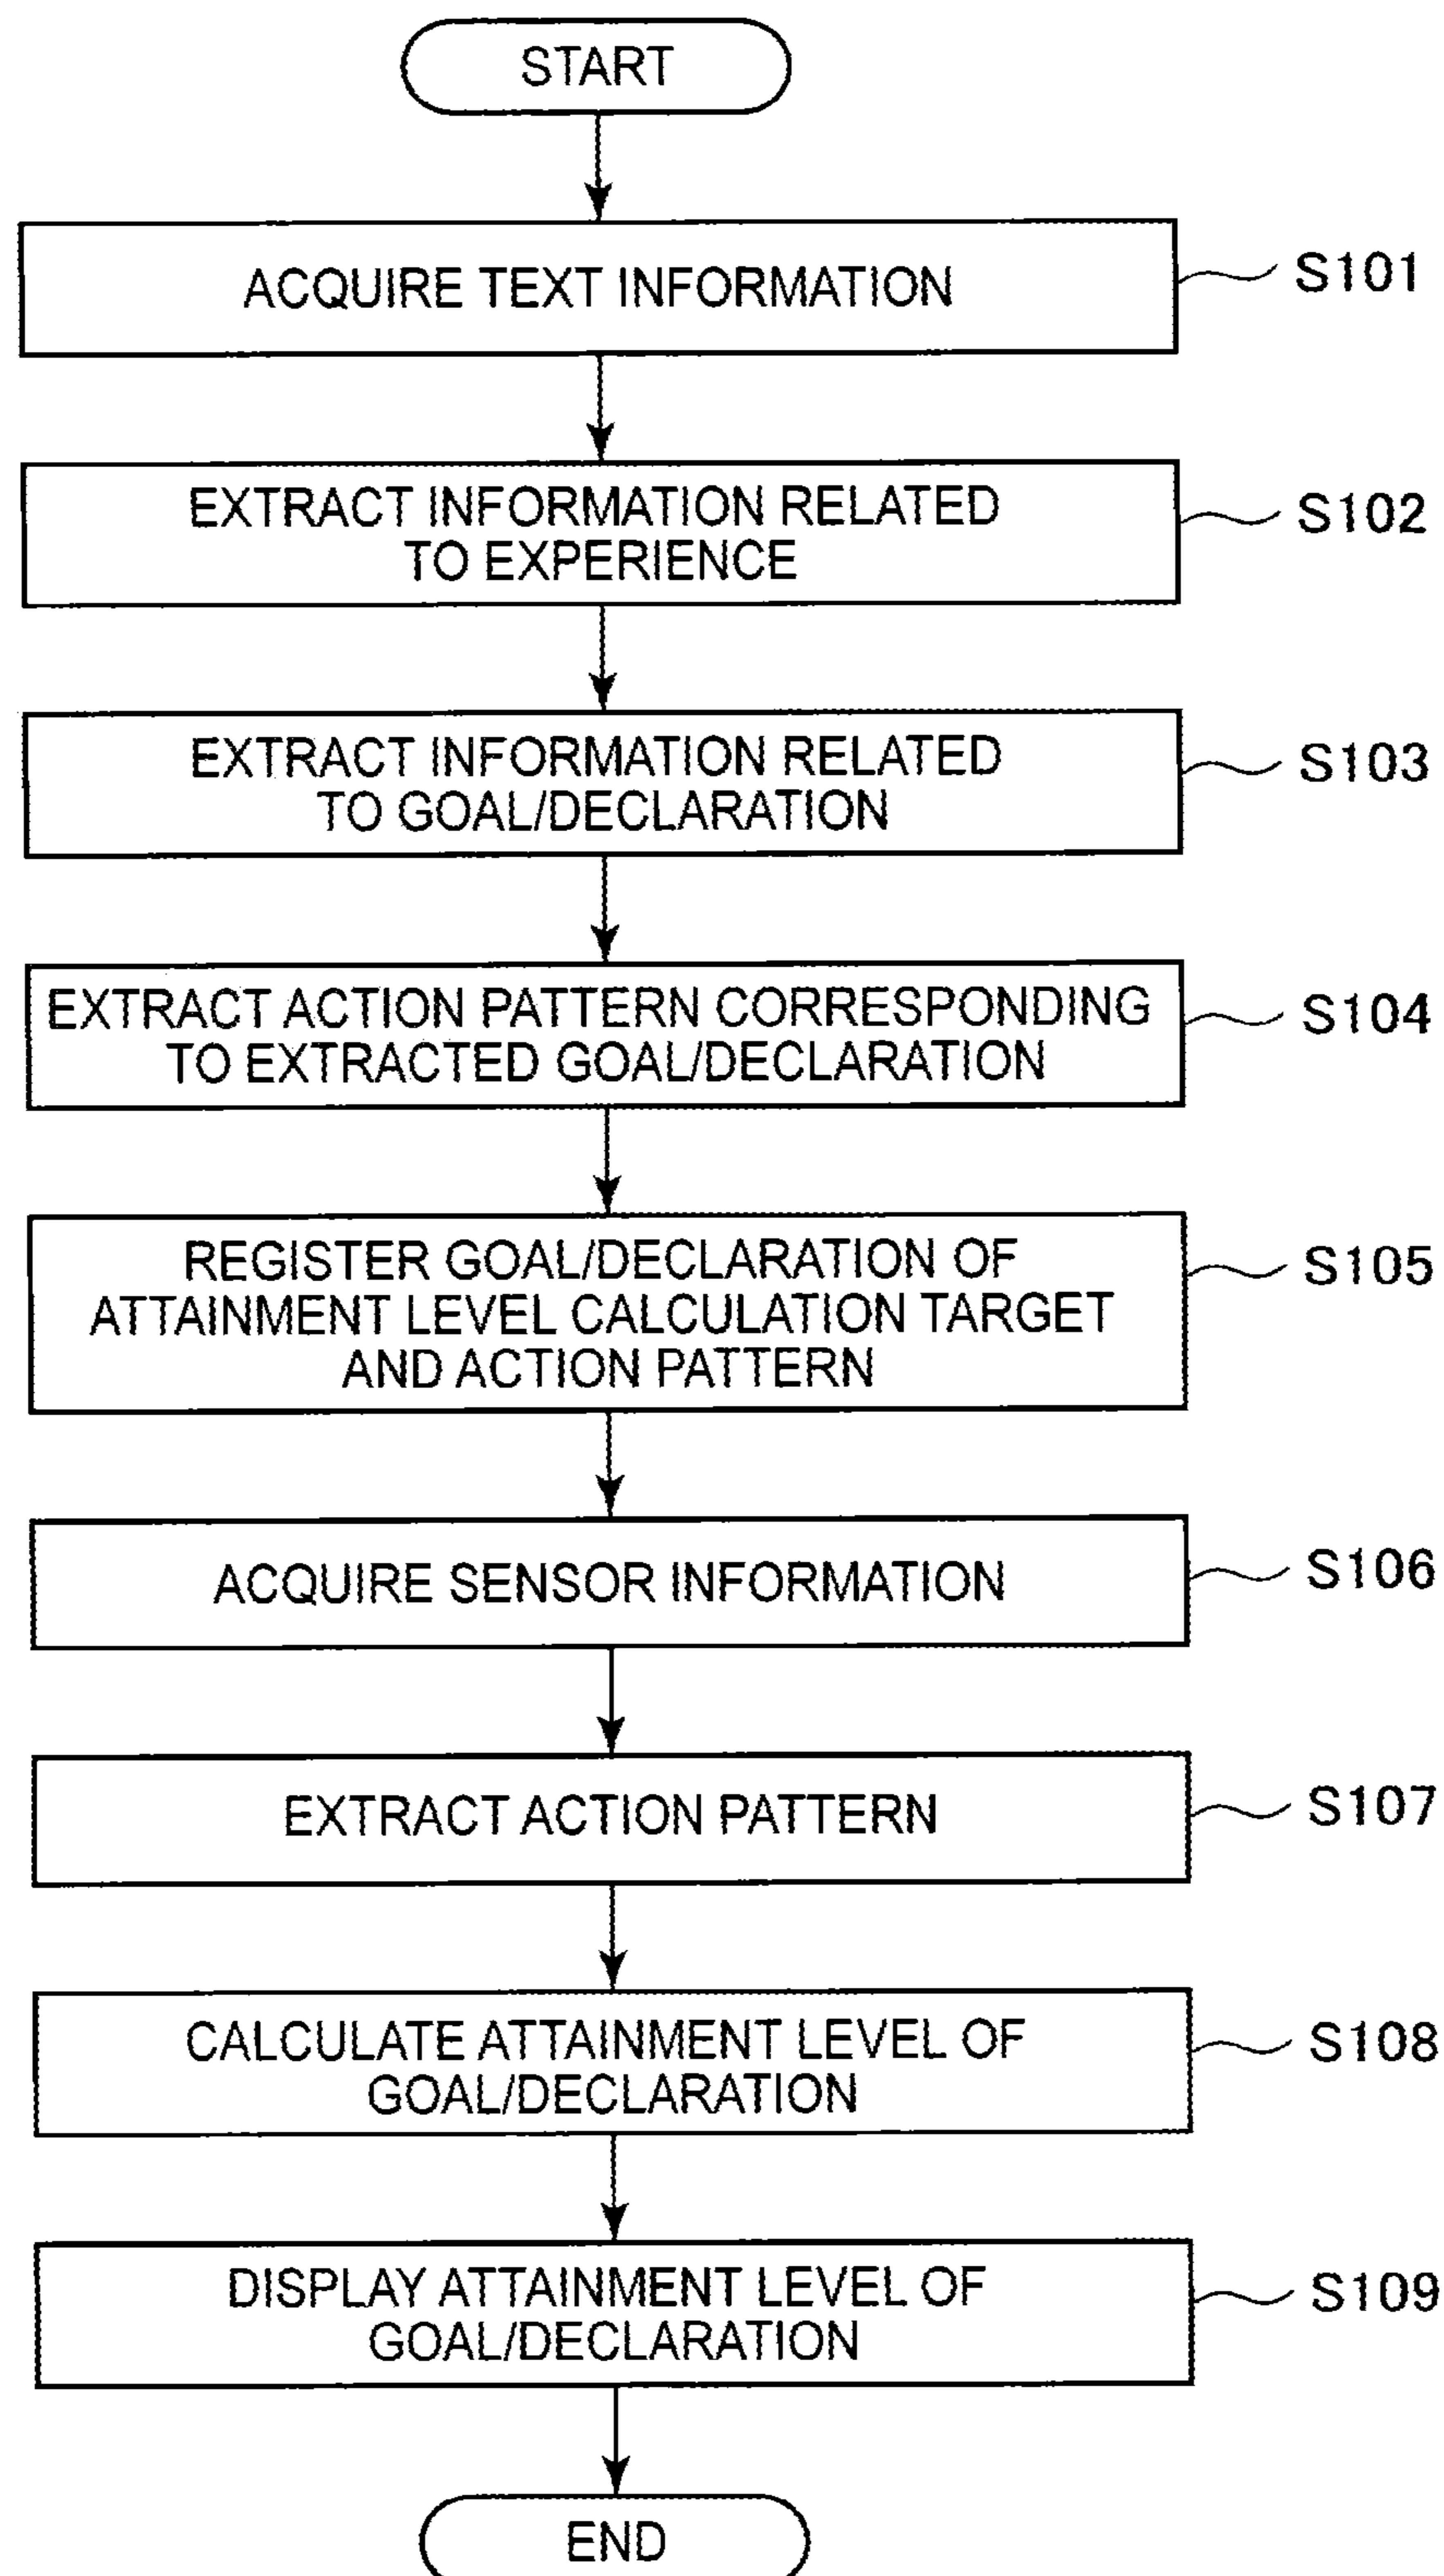 START
ACQUIRE TEXT INFORMATION
S101
EXTRACT INFORMATION RELATED
TO EXPERIENCE
S102
EXTRACT INFORMATION RELATED
TO GOAL/DECLARATION
S103
EXTRACT ACTION PATTERN CORRESPONDING
TO EXTRACTED GOAL/DECLARATION
S104
REGISTER GOAL/DECLARATION OF
ATTAINMENT LEVEL CALCULATION TARGET
AND ACTION PATTERN
S105
ACQUIRE SENSOR INFORMATION
S106
EXTRACT ACTION PATTERN
S107
CALCULATE ATTAINMENT LEVEL OF
GOAL/DECLARATION
S108
DISPLAY ATTAINMENT LEVEL OF
GOAL/DECLARATION
S109
END